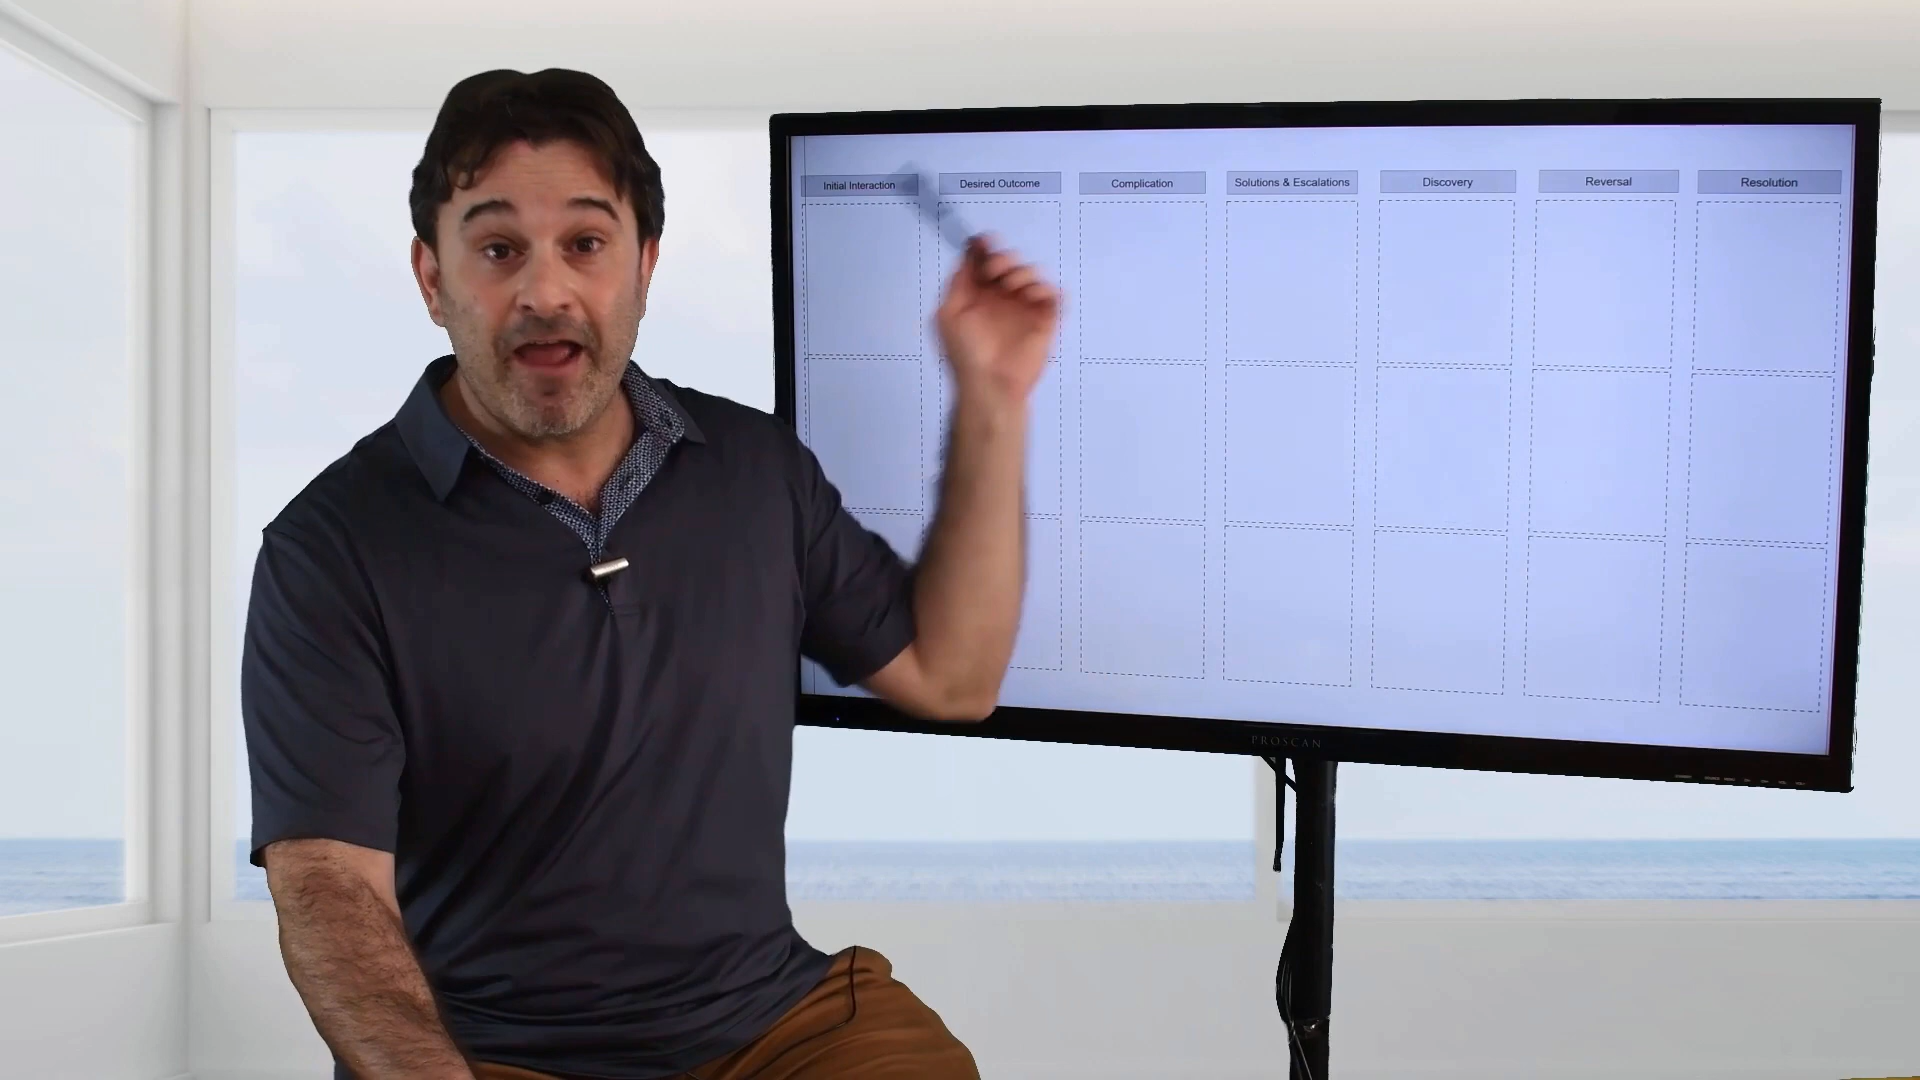 Initial Interaction
Desired Outcome
Complication
Solutions & Escalations
Discovery
Reversal
Resolution
PROSCAN